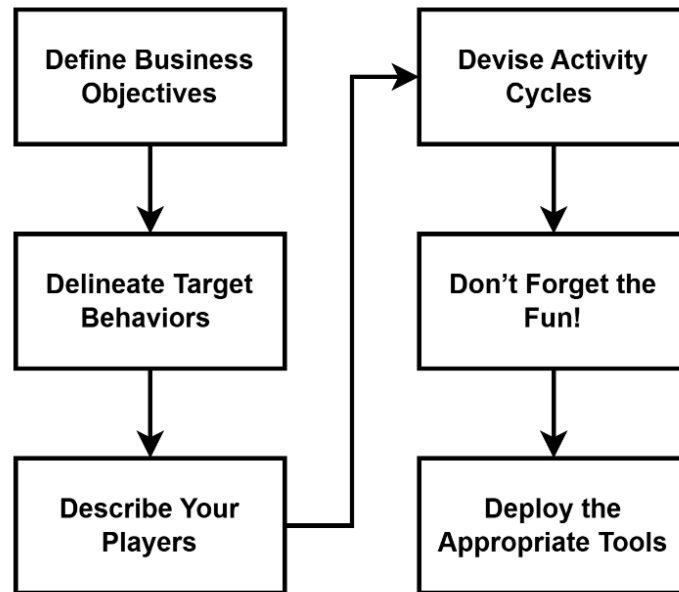 Define Business
Objectives
Delineate Target
Behaviors
Describe Your
Players
Devise Activity
Cycles
Don’t Forget the
Fun!
Deploy the
Appropriate Tools